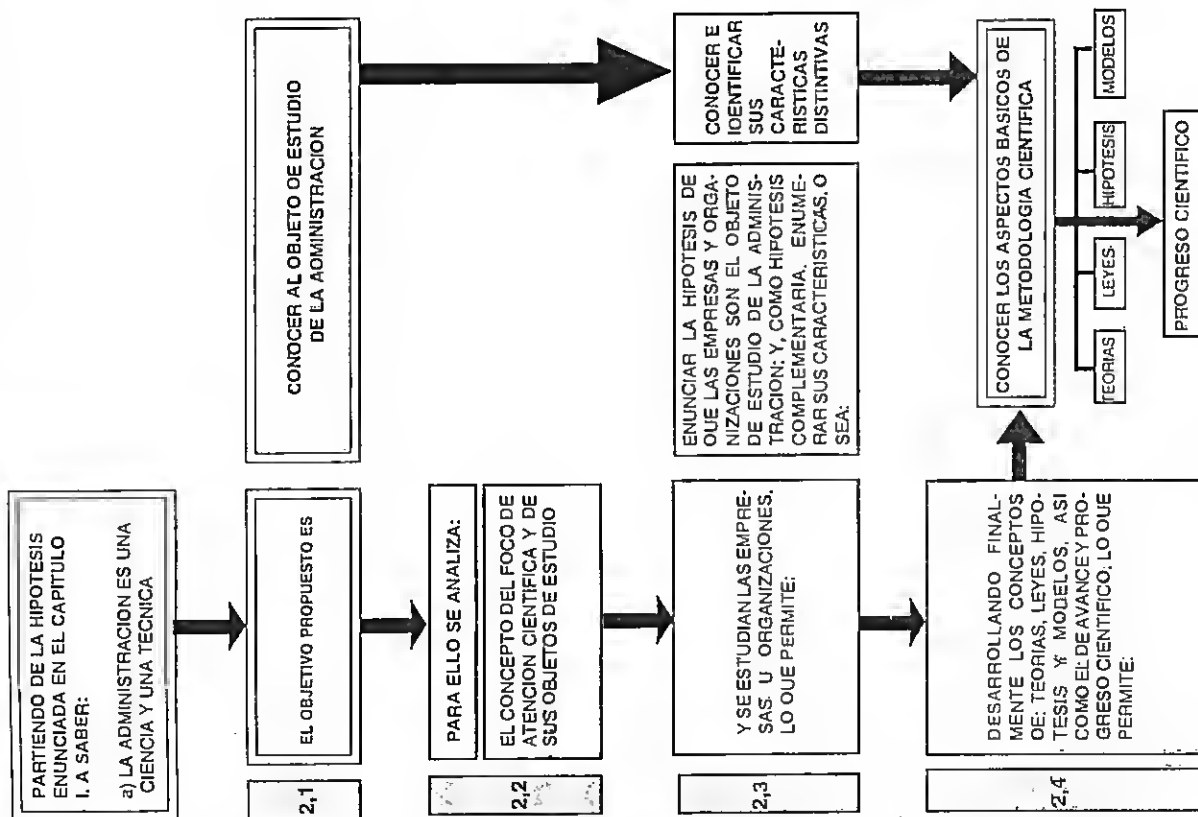 PARTIENDO DE LA HIPOTESIS
ENUNCIADA EN EL CAPITULO
I. A SABER:
a) LA ADMINISTRACION ES UNA
CIENCIA Y UNA TECNICA
2,1
EL OBJETIVO PROPUESTO ES
CONOCER AL OBJETO DE ESTUDIO
DE LA ADMINISTRACION
2,2
PARA ELLO SE ANALIZA:
EL CONCEPTO DEL FOCO DE
ATENCION CIENTIFICA Y DE
SUS OBJETOS DE ESTUDIO
2,3
Y SE ESTUDIAN LAS EMPRE-
SAS. U ORGANIZACIONES,
LO QUE PERMITE:
ENUNCIAR LA HIPOTESIS DE
QUE LAS EMPRESAS Y ORGA-
NIZACIONES SON EL OBJETO
DE ESTUDIO DE LA ADMINIS-
TRACION; Y, COMO HIPOTESIS
COMPLEMENTARIA. ENUME-
RAR SUS CARACTERISTICAS, O
SEA:
CONOCER E
IDENTIFICAR
SUS
CARACTE-
RISTICAS
DISTINTIVAS
2,4
DESARROLLANDO FINAL-
MENTE LOS CONCEPTOS
DE: TEORIAS, LEYES, HIPO-
TESIS Y MODELOS, ASI
COMO EL DE AVANCE Y PRO-
GRESO CIENTIFICO; LO QUE
PERMITE:
CONOCER LOS ASPECTOS BASICOS DE
LA METODOLOGIA CIENTIFICA
TEORIAS
LEYES
HIPOTESIS
MODELOS
PROGRESO CIENTIFICO